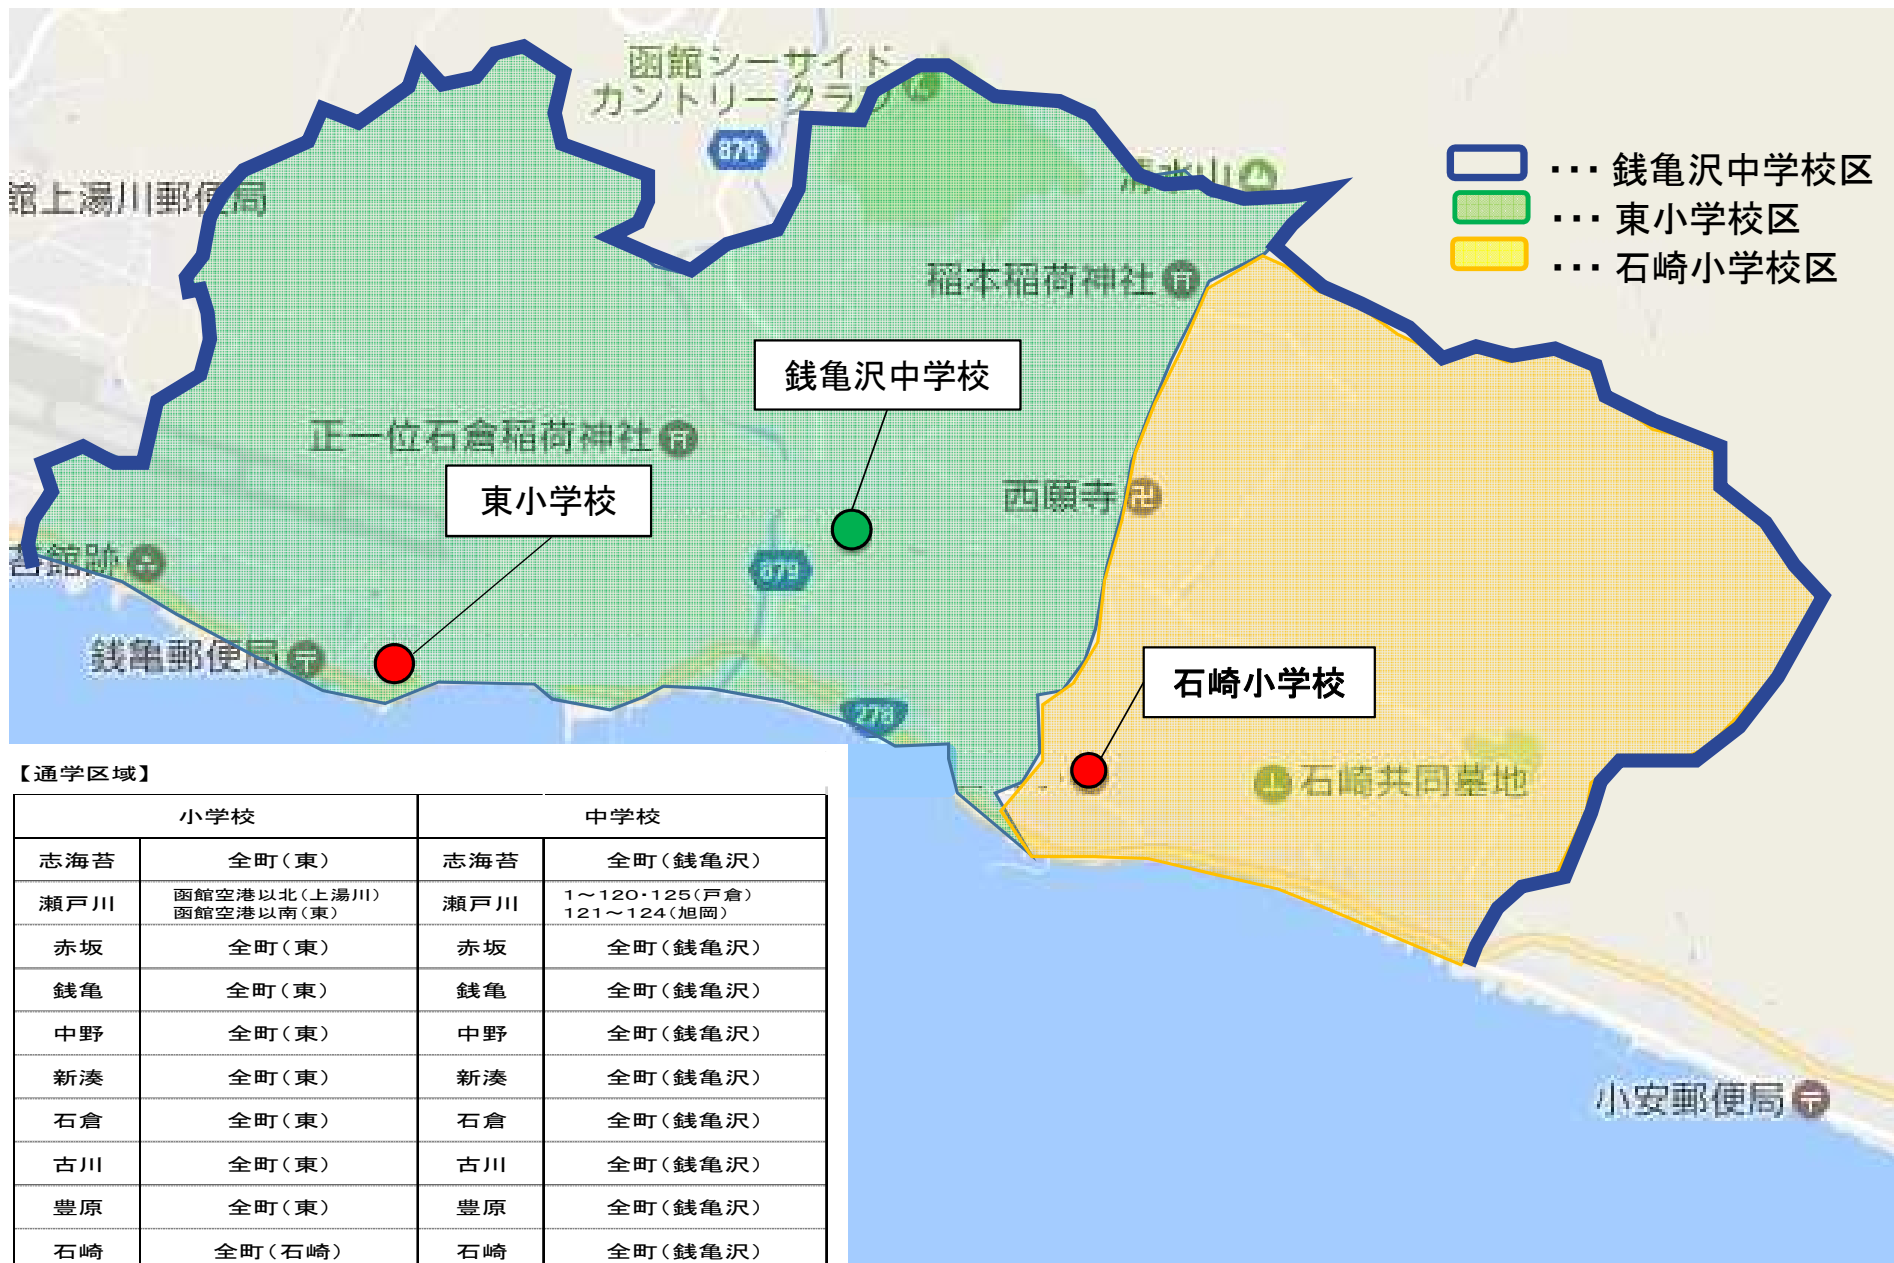 函館シーサイド
カントリークラブ
878
館上湯川郵便局
清水山
稲本稲荷神社
・・・ 銭亀沢中学校区
・・・ 東小学校区
・・・ 石崎小学校区
銭亀沢中学校
正一位石倉稲荷神社
東小学校
西願寺
苔館跡
879
銭亀郵便局
石崎小学校
278
石崎共同墓地
小安郵便局
【通学区域】
小学校 中学校
志海苔 全町(東) 志海苔 全町(銭亀沢)
瀬戸川 函館空港以北(上湯川) 瀬戸川 1～120・125(戸倉)
函館空港以南(東) 121～124(旭岡)
赤坂 全町(東) 赤坂 全町(銭亀沢)
銭亀 全町(東) 銭亀 全町(銭亀沢)
中野 全町(東) 中野 全町(銭亀沢)
新湊 全町(東) 新湊 全町(銭亀沢)
石倉 全町(東) 石倉 全町(銭亀沢)
古川 全町(東) 古川 全町(銭亀沢)
豊原 全町(東) 豊原 全町(銭亀沢)
石崎 全町(石崎) 石崎 全町(銭亀沢)